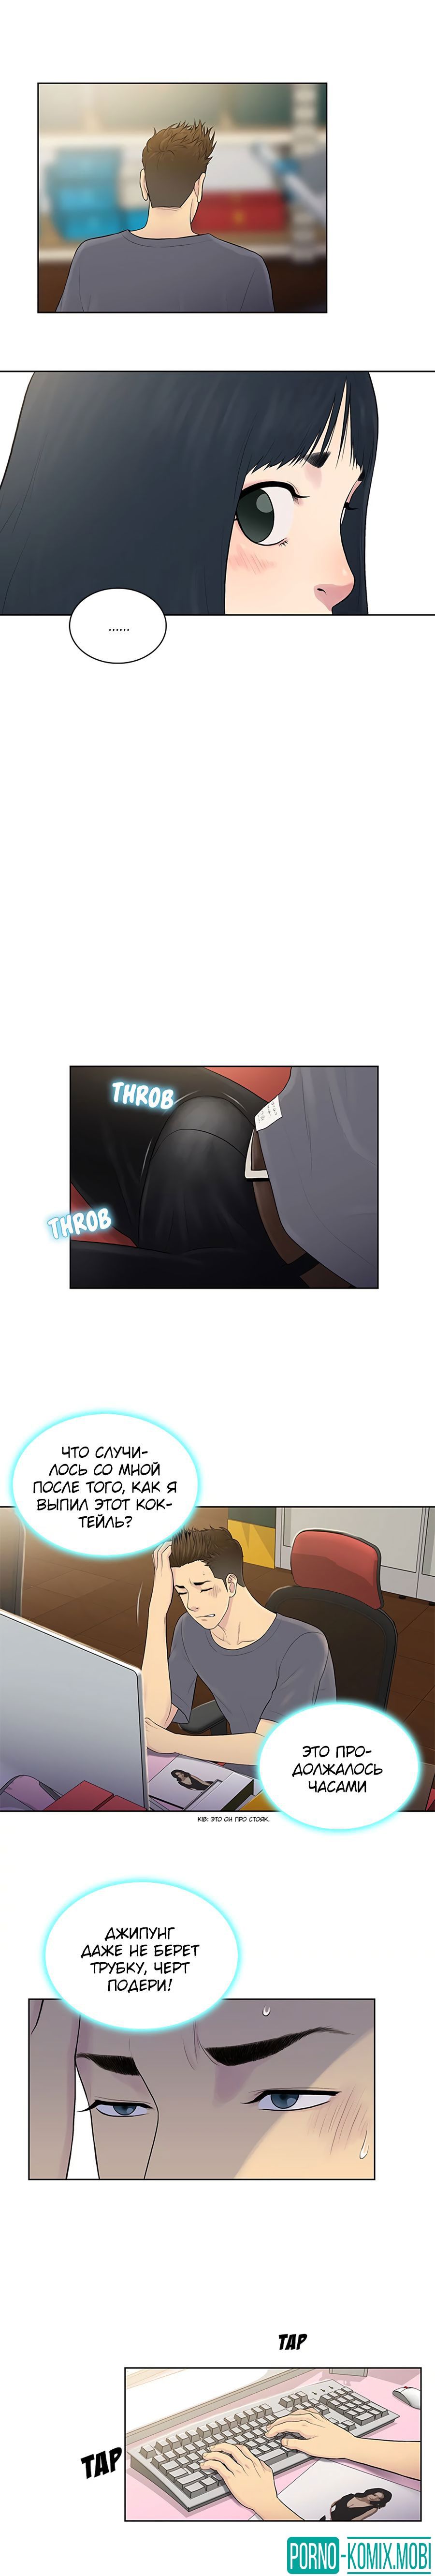 ......
THROB
THROB
ЧТО СЛУЧИ-
ЛОСЬ СО МНОЙ
ПОСЛЕ ТОГО, КАК Я
ВЫПИЛ ЭТОТ КОК-
ТЕЙЛЬ?
ЭТО ПРО-
ДОЛЖАЛОСЬ
ЧАСАМИ
KIB: ЭТО ОН ПРО СТОЯК.
ДЖИПУНГ
ДАЖЕ НЕ БЕРЕТ
ТРУБКУ, ЧЕРТ
ПОДЕРИ!
TAP
TAP
PORNO-KOMIX.MOBI